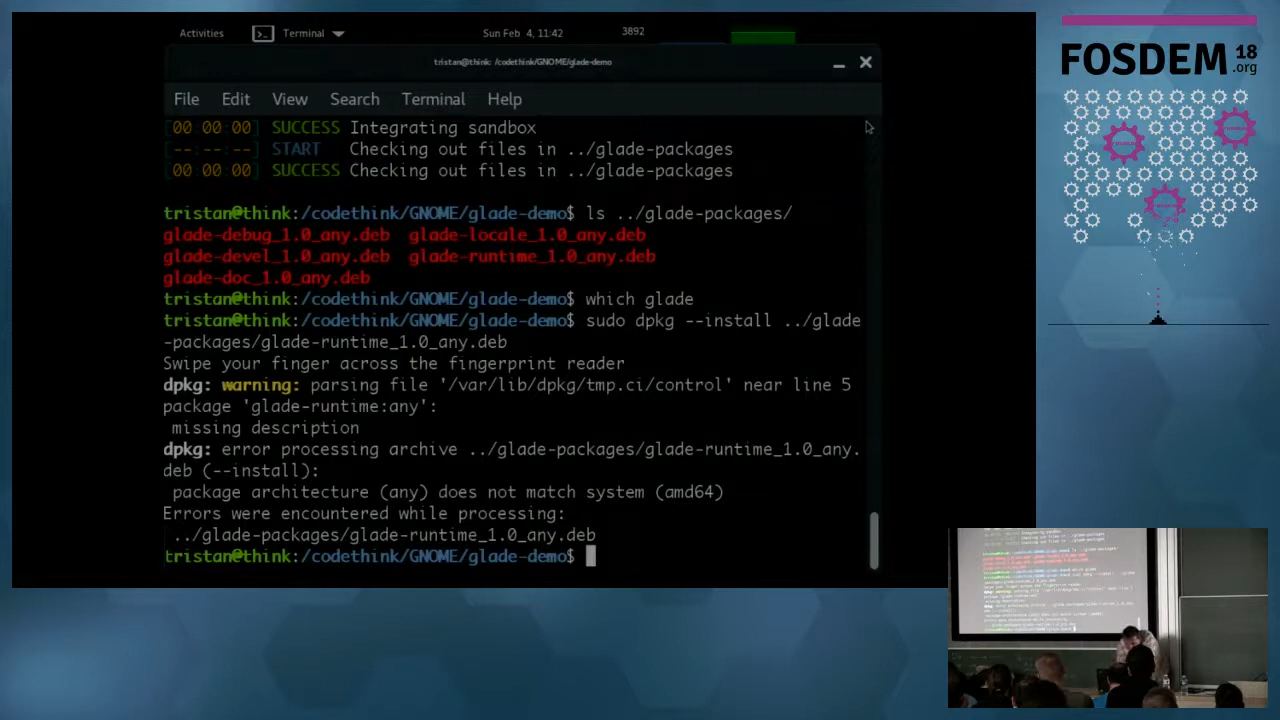 Activities Terminal Sun Feb 4, 11:42 3892
tristan@think: /codethink/GNOME/glade-demo
File Edit View Search Terminal Help
[00:00:00] SUCCESS Integrating sandbox
[--:--:--] START Checking out files in ../glade-packages
[00:00:00] SUCCESS Checking out files in ../glade-packages
tristan@think:/codethink/GNOME/glade-demo$ ls ../glade-packages/
glade-debug_1.0_any.deb glade-locale_1.0_any.deb
glade-devel_1.0_any.deb glade-runtime_1.0_any.deb
glade-doc_1.0_any.deb
tristan@think:/codethink/GNOME/glade-demo$ which glade
tristan@think:/codethink/GNOME/glade-demo$ sudo dpkg --install ../glade
-packages/glade-runtime_1.0_any.deb
Swipe your finger across the fingerprint reader
dpkg: warning: parsing file '/var/lib/dpkg/tmp.ci/control' near line 5
package 'glade-runtime:any':
missing description
dpkg: error processing archive ../glade-packages/glade-runtime_1.0_any.
deb (--install):
package architecture (any) does not match system (amd64)
Errors were encountered while processing:
../glade-packages/glade-runtime_1.0_any.deb
tristan@think:/codethink/GNOME/glade-demo$
FOSDEM 18
.org